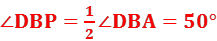 ∠DBP = 1/2 ∠DBA = 50°